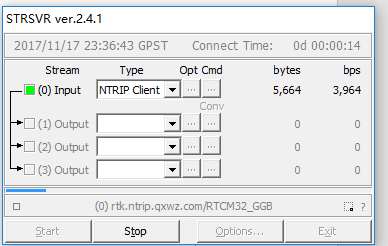 STRSVR ver.2.4.1
2017/11/17 23:36:43 GPST Connect Time: 0d 00:00:14
Stream Type Opt Cmd bytes bps
(0) Input NTRIP Client ... ... 5,664 3,964
Conv
(1) Output ... ... 0 0
(2) Output ... ... 0 0
(3) Output ... ... 0 0
(0) rtk.ntrip.qxwz.com/RTCM32_GGB ?
Start Stop Options... Exit